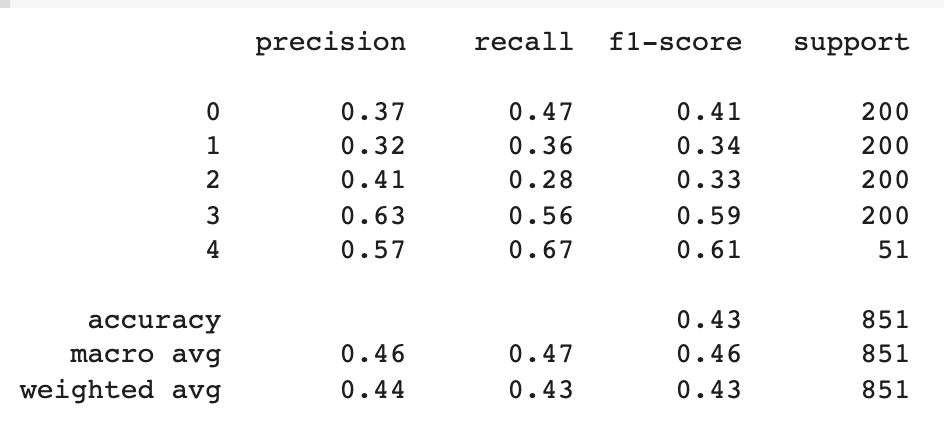 precision recall f1-score support
0 0.37 0.47 0.41 200
1 0.32 0.36 0.34 200
2 0.41 0.28 0.33 200
3 0.63 0.56 0.59 200
4 0.57 0.67 0.61 51
accuracy 0.43 851
macro avg 0.46 0.47 0.46 851
weighted avg 0.44 0.43 0.43 851